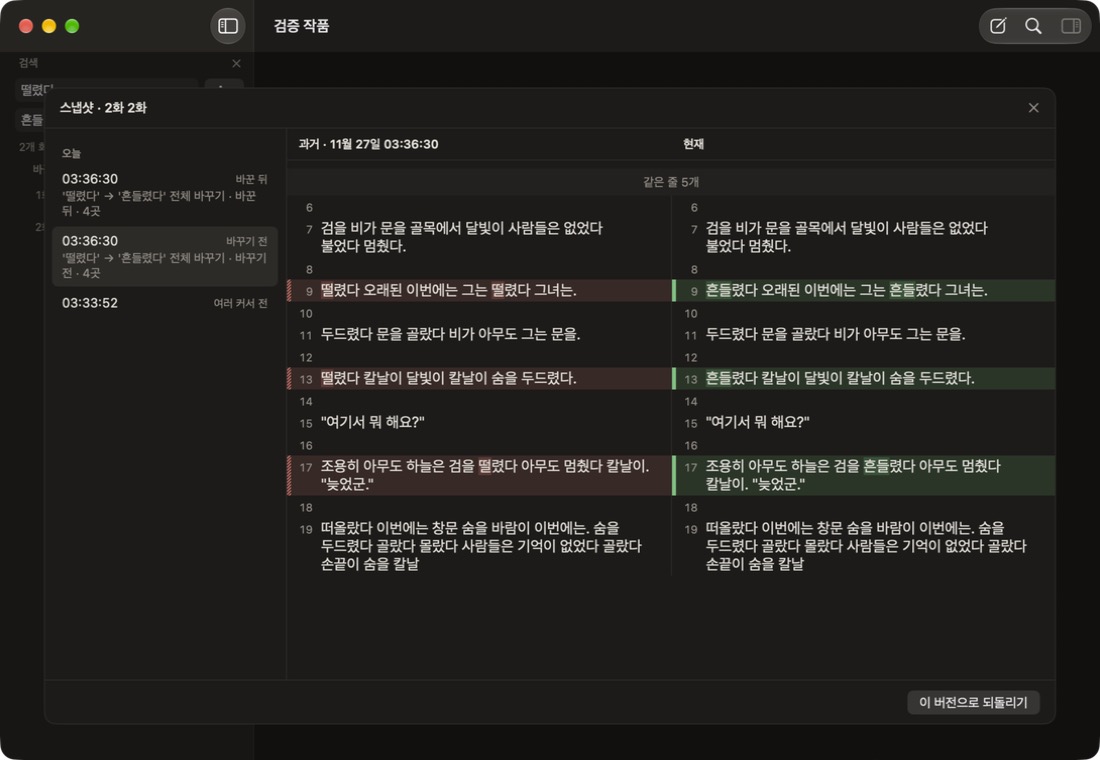 검증 작품
검색
떨렸다
흔들
2개
스냅샷 · 2화 2화
오늘
03:36:30 바꾼 뒤
'떨렸다' → '흔들렸다' 전체 바꾸기 · 바꾼
뒤 · 4곳
03:36:30 바꾸기 전
'떨렸다' → '흔들렸다' 전체 바꾸기 · 바꾸기
전 · 4곳
03:33:52 여러 커서 전
과거 · 11월 27일 03:36:30
같은 줄 5개
6
7 검을 비가 문을 골목에서 달빛이 사람들은 없었다
불었다 멈췄다.
8
9 떨렸다 오래된 이번에는 그는 떨렸다 그녀는.
10
11 두드렸다 문을 골랐다 비가 아무도 그는 문을.
12
13 떨렸다 칼날이 달빛이 칼날이 숨을 두드렸다.
14
15 "여기서 뭐 해요?"
16
17 조용히 아무도 하늘은 검을 떨렸다 아무도 멈췄다 칼날이.
"늦었군."
18
19 떠올랐다 이번에는 창문 숨을 바람이 이번에는. 숨을
두드렸다 골랐다 몰랐다 사람들은 기억이 없었다 골랐다
손끝이 숨을 칼날
현재
6
7 검을 비가 문을 골목에서 달빛이 사람들은 없었다
불었다 멈췄다.
8
9 흔들렸다 오래된 이번에는 그는 흔들렸다 그녀는.
10
11 두드렸다 문을 골랐다 비가 아무도 그는 문을.
12
13 흔들렸다 칼날이 달빛이 칼날이 숨을 두드렸다.
14
15 "여기서 뭐 해요?"
16
17 조용히 아무도 하늘은 검을 흔들렸다 아무도 멈췄다
칼날이. "늦었군."
18
19 떠올랐다 이번에는 창문 숨을 바람이 이번에는. 숨을
두드렸다 골랐다 몰랐다 사람들은 기억이 없었다 골랐다
손끝이 숨을 칼날
이 버전으로 되돌리기